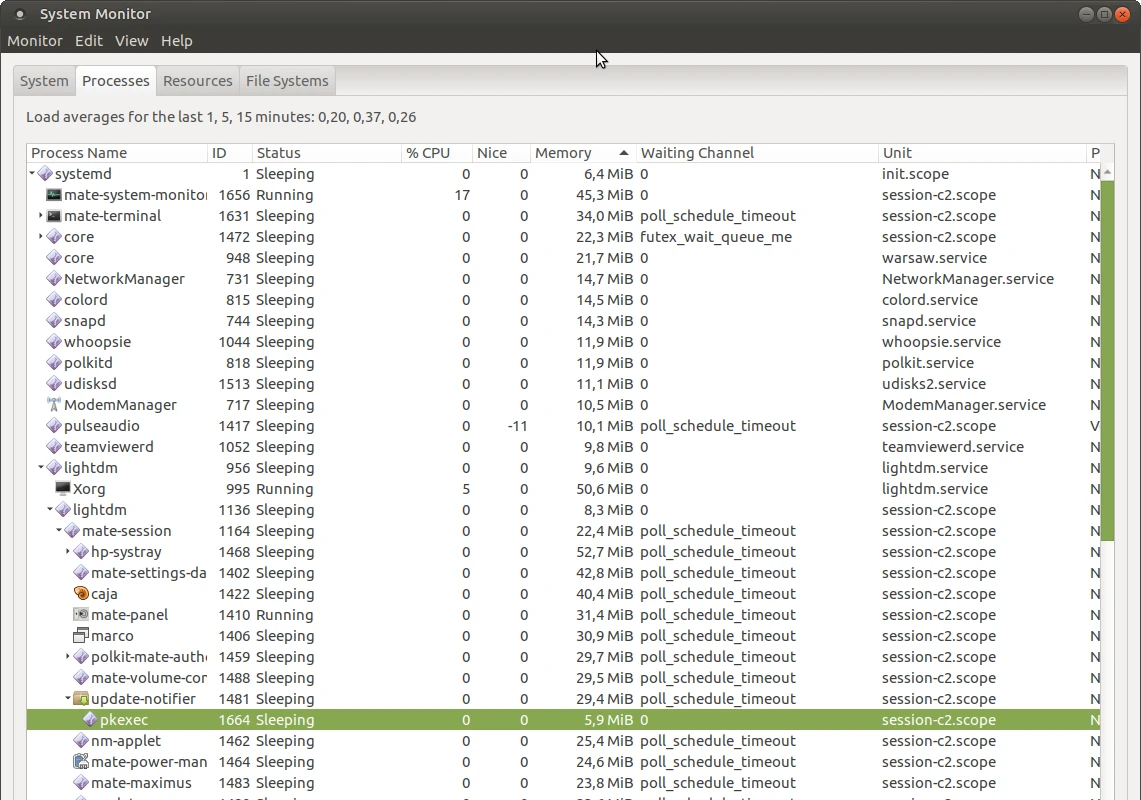 System Monitor
Monitor Edit View Help
System Processes Resources File Systems
Load averages for the last 1, 5, 15 minutes: 0,20, 0,37, 0,26
Process Name ID Status % CPU Nice Memory Waiting Channel Unit P
systemd 1 Sleeping 0 0 6,4 MiB 0 init.scope N
mate-system-monitor 1656 Running 17 0 45,3 MiB 0 session-c2.scope N
mate-terminal 1631 Sleeping 0 0 34,0 MiB poll_schedule_timeout session-c2.scope N
core 1472 Sleeping 0 0 22,3 MiB futex_wait_queue_me session-c2.scope N
core 948 Sleeping 0 0 21,7 MiB 0 warsaw.service N
NetworkManager 731 Sleeping 0 0 14,7 MiB 0 NetworkManager.service N
colord 815 Sleeping 0 0 14,5 MiB 0 colord.service N
snapd 744 Sleeping 0 0 14,3 MiB 0 snapd.service N
whoopsie 1044 Sleeping 0 0 11,9 MiB 0 whoopsie.service N
polkitd 818 Sleeping 0 0 11,9 MiB 0 polkit.service N
udisksd 1513 Sleeping 0 0 11,1 MiB 0 udisks2.service N
ModemManager 717 Sleeping 0 0 10,5 MiB 0 ModemManager.service N
pulseaudio 1417 Sleeping 0 -11 10,1 MiB poll_schedule_timeout session-c2.scope V
teamviewerd 1052 Sleeping 0 0 9,8 MiB 0 teamviewerd.service N
lightdm 956 Sleeping 0 0 9,6 MiB 0 lightdm.service N
Xorg 995 Running 5 0 50,6 MiB 0 lightdm.service N
lightdm 1136 Sleeping 0 0 8,3 MiB 0 session-c2.scope N
mate-session 1164 Sleeping 0 0 22,4 MiB poll_schedule_timeout session-c2.scope N
hp-systray 1468 Sleeping 0 0 52,7 MiB poll_schedule_timeout session-c2.scope N
mate-settings-da 1402 Sleeping 0 0 42,8 MiB poll_schedule_timeout session-c2.scope N
caja 1422 Sleeping 0 0 40,4 MiB poll_schedule_timeout session-c2.scope N
mate-panel 1410 Running 0 0 31,4 MiB poll_schedule_timeout session-c2.scope N
marco 1406 Sleeping 0 0 30,9 MiB poll_schedule_timeout session-c2.scope N
polkit-mate-auth 1459 Sleeping 0 0 29,7 MiB poll_schedule_timeout session-c2.scope N
mate-volume-con 1488 Sleeping 0 0 29,5 MiB poll_schedule_timeout session-c2.scope N
update-notifier 1481 Sleeping 0 0 29,4 MiB poll_schedule_timeout session-c2.scope N
pkexec 1664 Sleeping 0 0 5,9 MiB 0 session-c2.scope N
nm-applet 1462 Sleeping 0 0 25,4 MiB poll_schedule_timeout session-c2.scope N
mate-power-man 1464 Sleeping 0 0 24,6 MiB poll_schedule_timeout session-c2.scope N
mate-maximus 1483 Sleeping 0 0 23,8 MiB poll_schedule_timeout session-c2.scope N